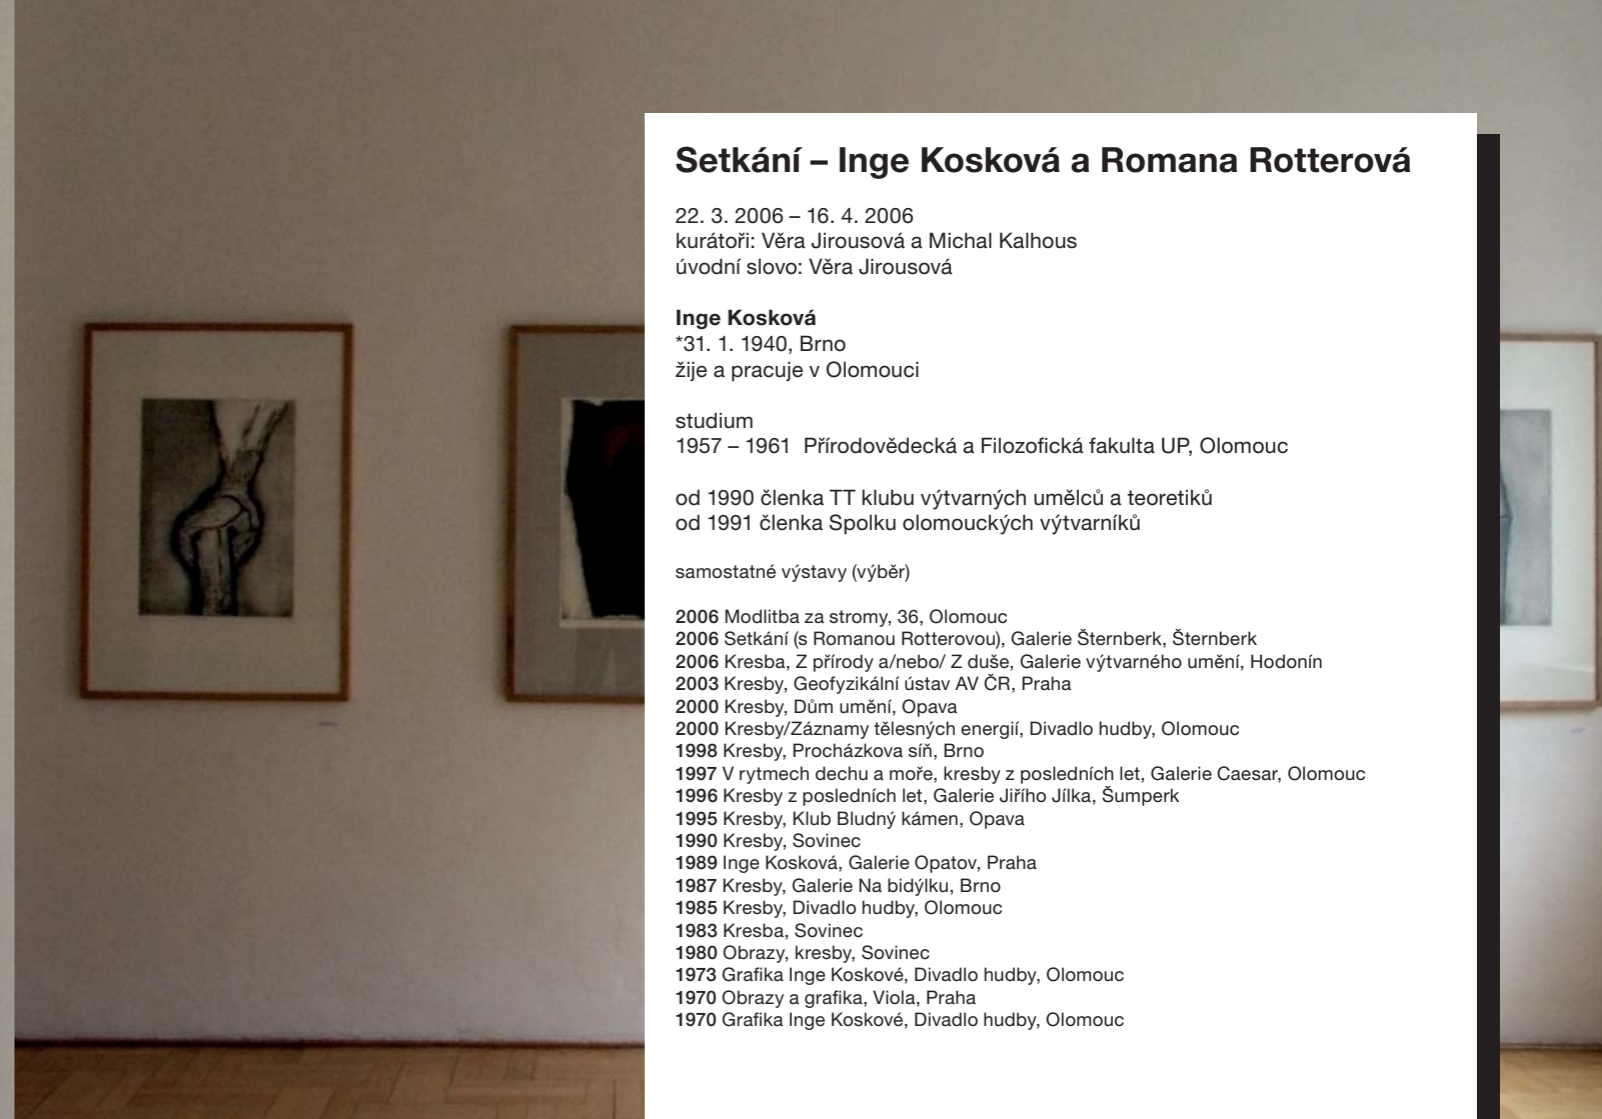 Setkání – Inge Kosková a Romana Rotterová
22. 3. 2006 – 16. 4. 2006
kurátoři: Věra Jirousová a Michal Kalhous
úvodní slovo: Věra Jirousová
Inge Kosková
*31. 1. 1940, Brno
žije a pracuje v Olomouci
studium
1957 – 1961 Přírodovědecká a Filozofická fakulta UP, Olomouc
od 1990 členka TT klubu výtvarných umělců a teoretiků
od 1991 členka Spolku olomouckých výtvarníků
samostatné výstavy (výběr)
2006 Modlitba za stromy, 36, Olomouc
2006 Setkání (s Romanou Rotterovou), Galerie Šternberk, Šternberk
2006 Kresba, Z přírody a/nebo/ Z duše, Galerie výtvarného umění, Hodonín
2003 Kresby, Geofyzikální ústav AV ČR, Praha
2000 Kresby, Dům umění, Opava
2000 Kresby/Záznamy tělesných energií, Divadlo hudby, Olomouc
1998 Kresby, Procházkova síň, Brno
1997 V rytmech dechu a moře, kresby z posledních let, Galerie Caesar, Olomouc
1996 Kresby z posledních let, Galerie Jiřího Jílka, Šumperk
1995 Kresby, Klub Bludný kámen, Opava
1990 Kresby, Sovinec
1989 Inge Kosková, Galerie Opatov, Praha
1987 Kresby, Galerie Na bidýlku, Brno
1985 Kresby, Divadlo hudby, Olomouc
1983 Kresba, Sovinec
1980 Obrazy, kresby, Sovinec
1973 Grafika Inge Koskové, Divadlo hudby, Olomouc
1970 Obrazy a grafika, Viola, Praha
1970 Grafika Inge Koskové, Divadlo hudby, Olomouc